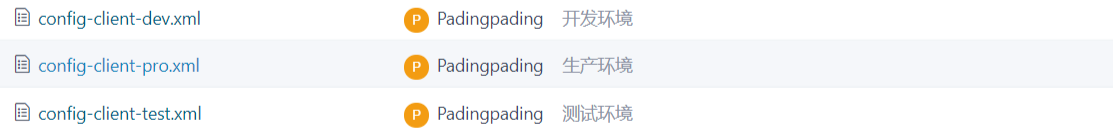 config-client-dev.xml P Padingpading 开发环境
config-client-pro.xml P Padingpading 生产环境
config-client-test.xml P Padingpading 测试环境